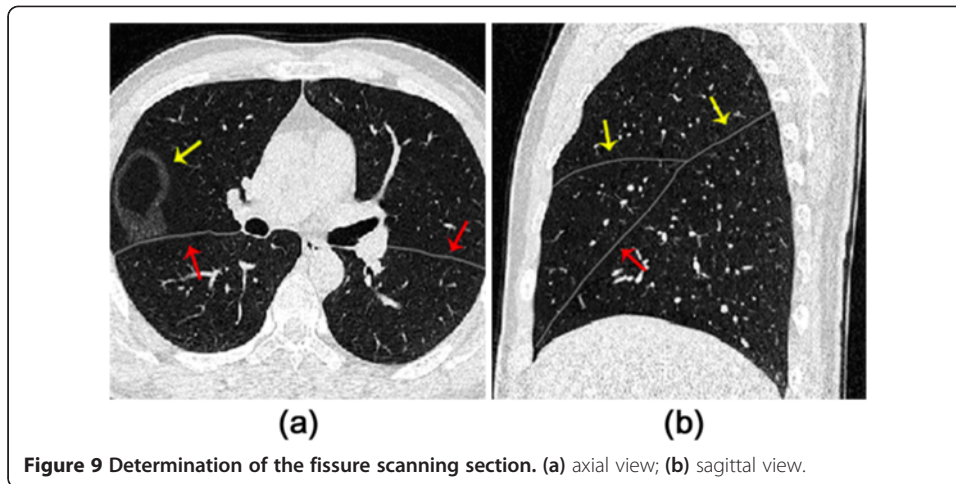 (a) (b)
Figure 9 Determination of the fissure scanning section. (a) axial view; (b) sagittal view.